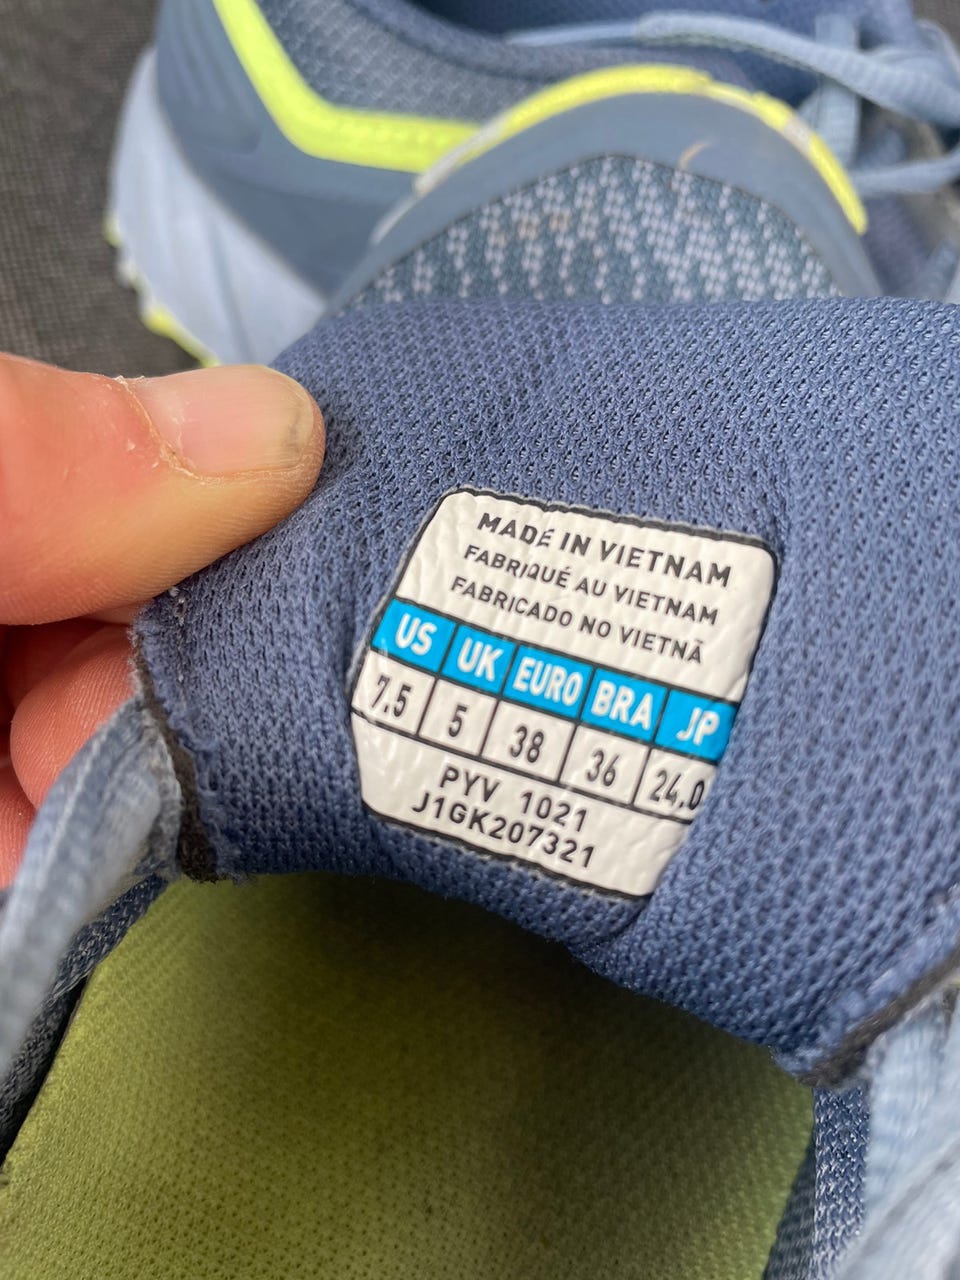 MADE IN VIETNAM
FABRIQUÉ AU VIETNAM
FABRICADO NO VIETNÃ
US UK EURO BRA JP
7.5 5 38 36 24.0
PYV 1021
J1GK207321